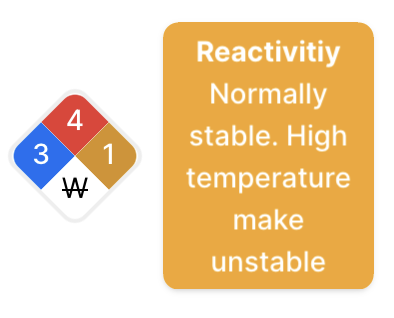 4
3 1
W̶
Reactivitiy
Normally
stable. High
temperature
make
unstable